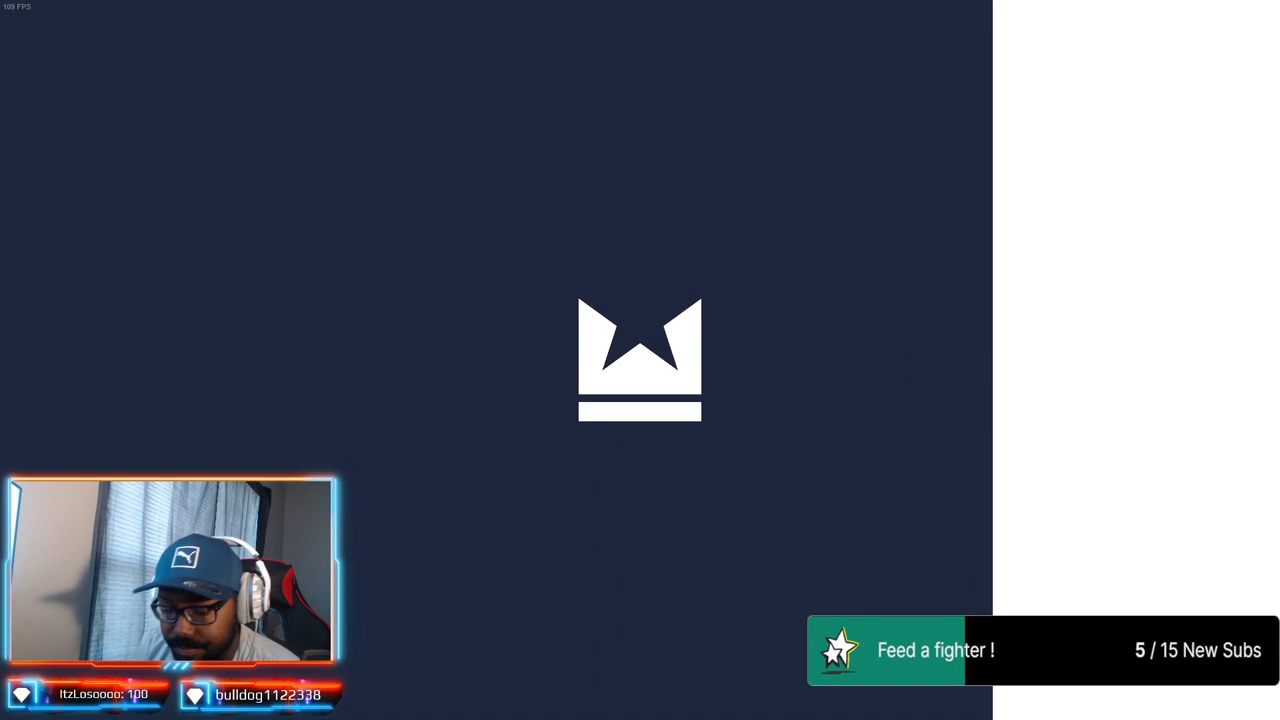 109 FPS
Feed a fighter !
5 / 15 New Subs
ItzLosoooo: 100
bulldog1122338